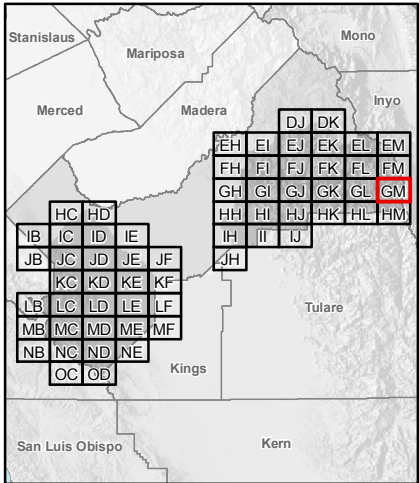 Stanislaus
Mono
Mariposa
Merced
Madera
Inyo
DJ DK
EH EI EJ EK EL EM
FH FI FJ FK FL FM
GH GI GJ GK GL GM
HC HD HH HI HJ HK HL HM
IB IC ID IE IH II IJ
JB JC JD JE JF JH
KC KD KE KF
Tulare
LB LC LD LE LF
MB MC MD ME MF
NB NC ND NE
Kings
OC OD
San Luis Obispo
Kern